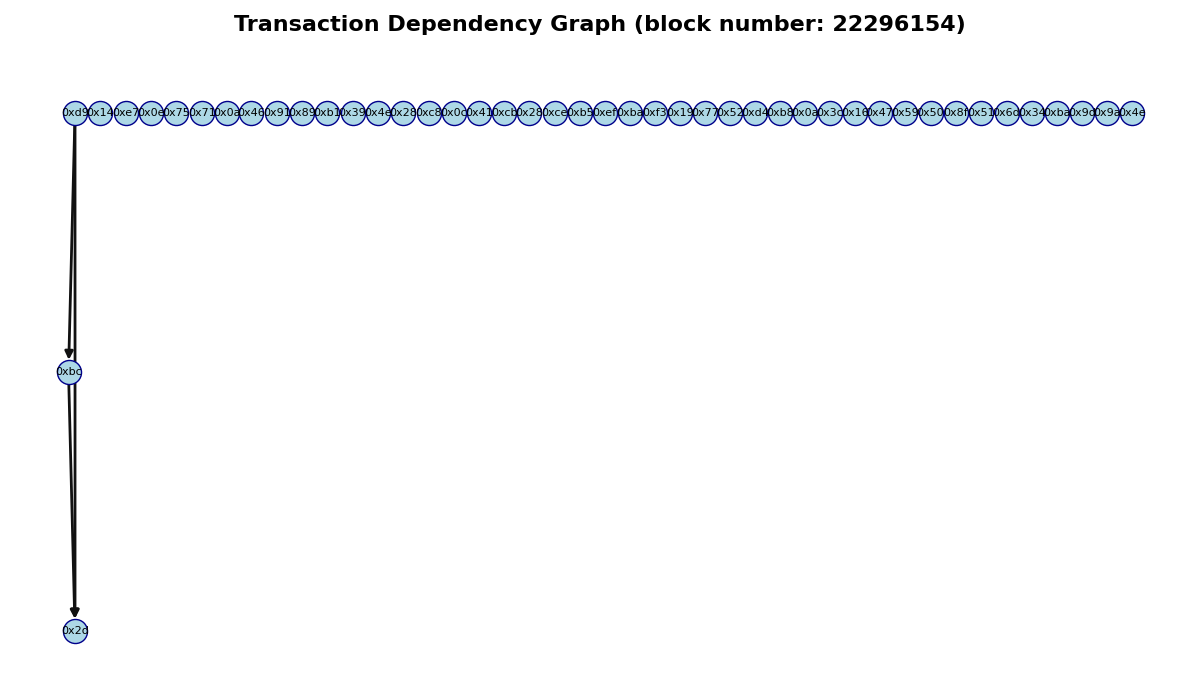 Transaction Dependency Graph (block number: 22296154)
0xd9 0x14 0xe7 0x0e 0x75 0x71 0x0a 0x46 0x91 0x89 0xb1 0x39 0x4e 0x28 0xc8 0x0c 0x41 0xcb 0x28 0xce 0xb5 0xef 0xba 0xf3 0x19 0x77 0x52 0xd4 0xb8 0x0a 0x3c 0x16 0x47 0x59 0x50 0x8f 0x51 0x6d 0x34 0xba 0x9d 0x9a 0x4e
0xbc
0x2d